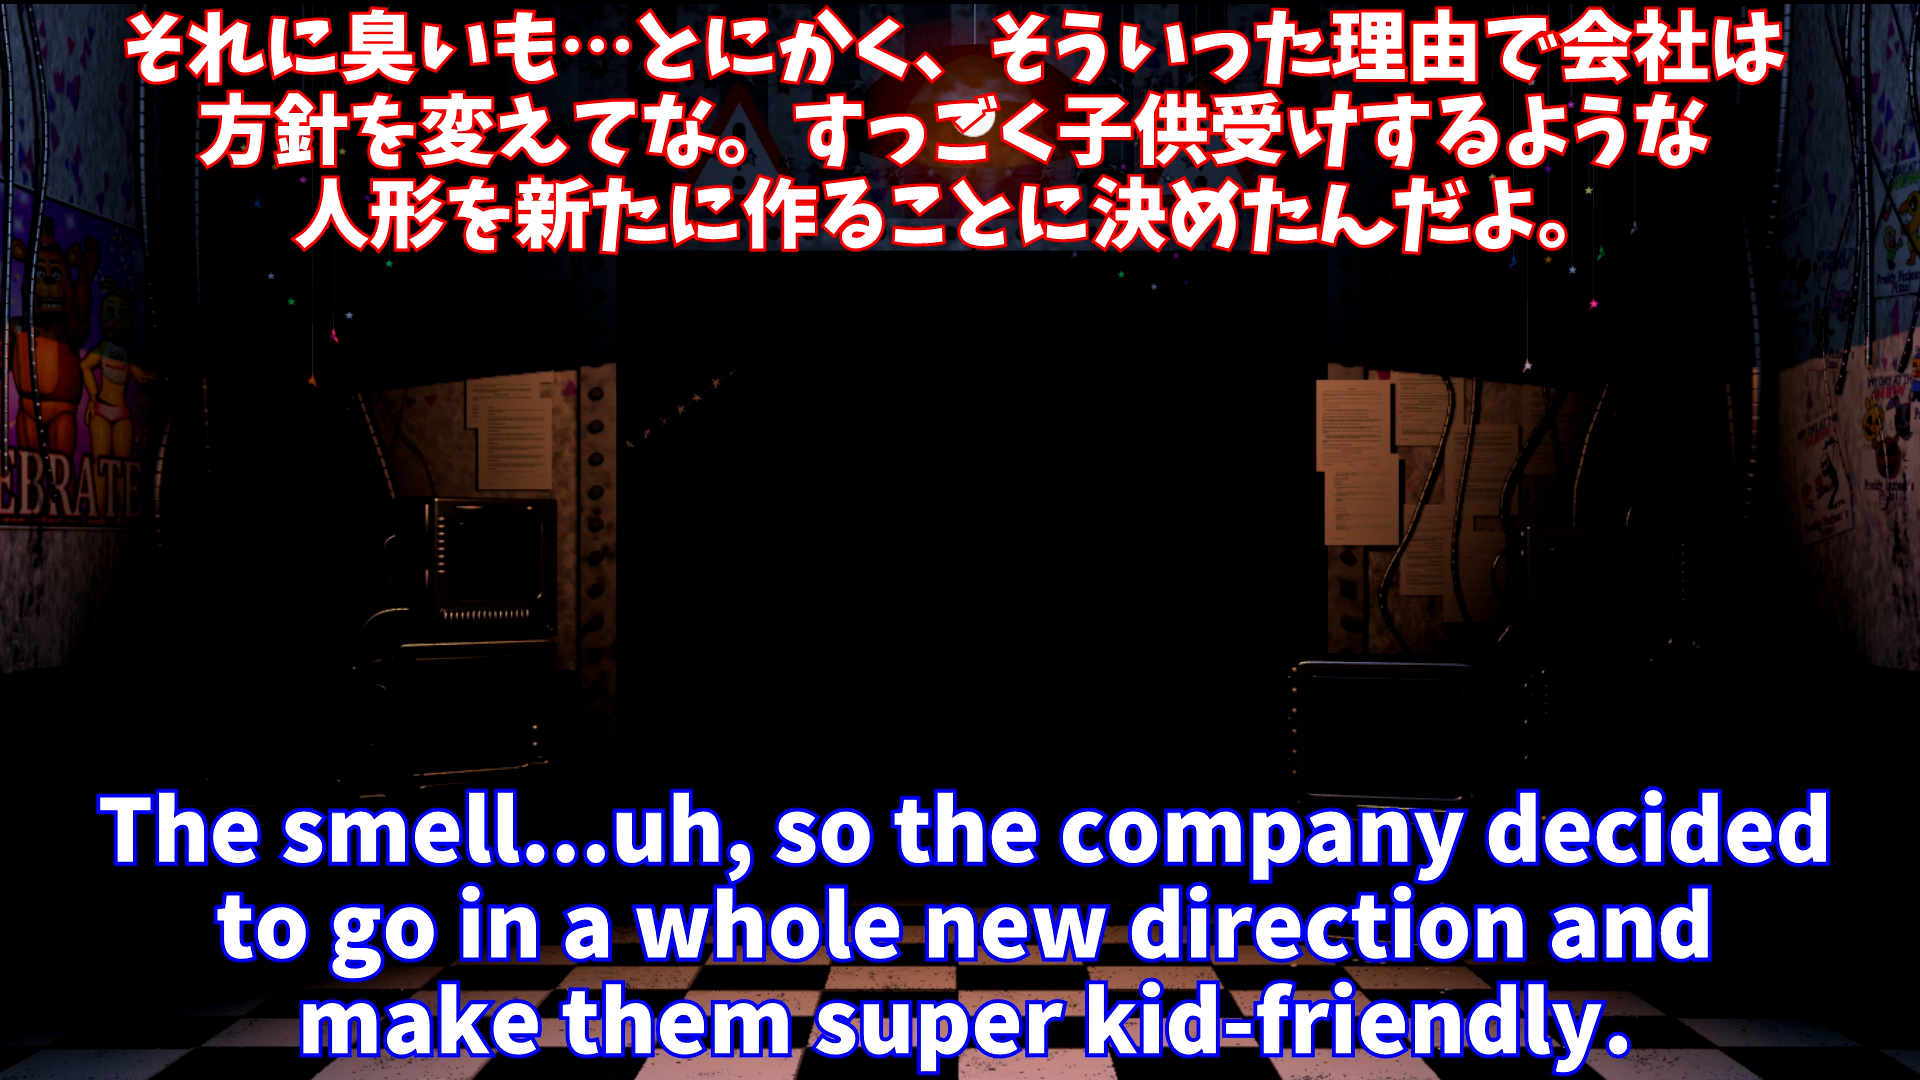 それに臭いも…とにかく、そういった理由で会社は
方針を変えてな。すっごく子供受けするような
人形を新たに作ることに決めたんだよ。
EBRATE
The smell...uh, so the company decided
to go in a whole new direction and
make them super kid-friendly.